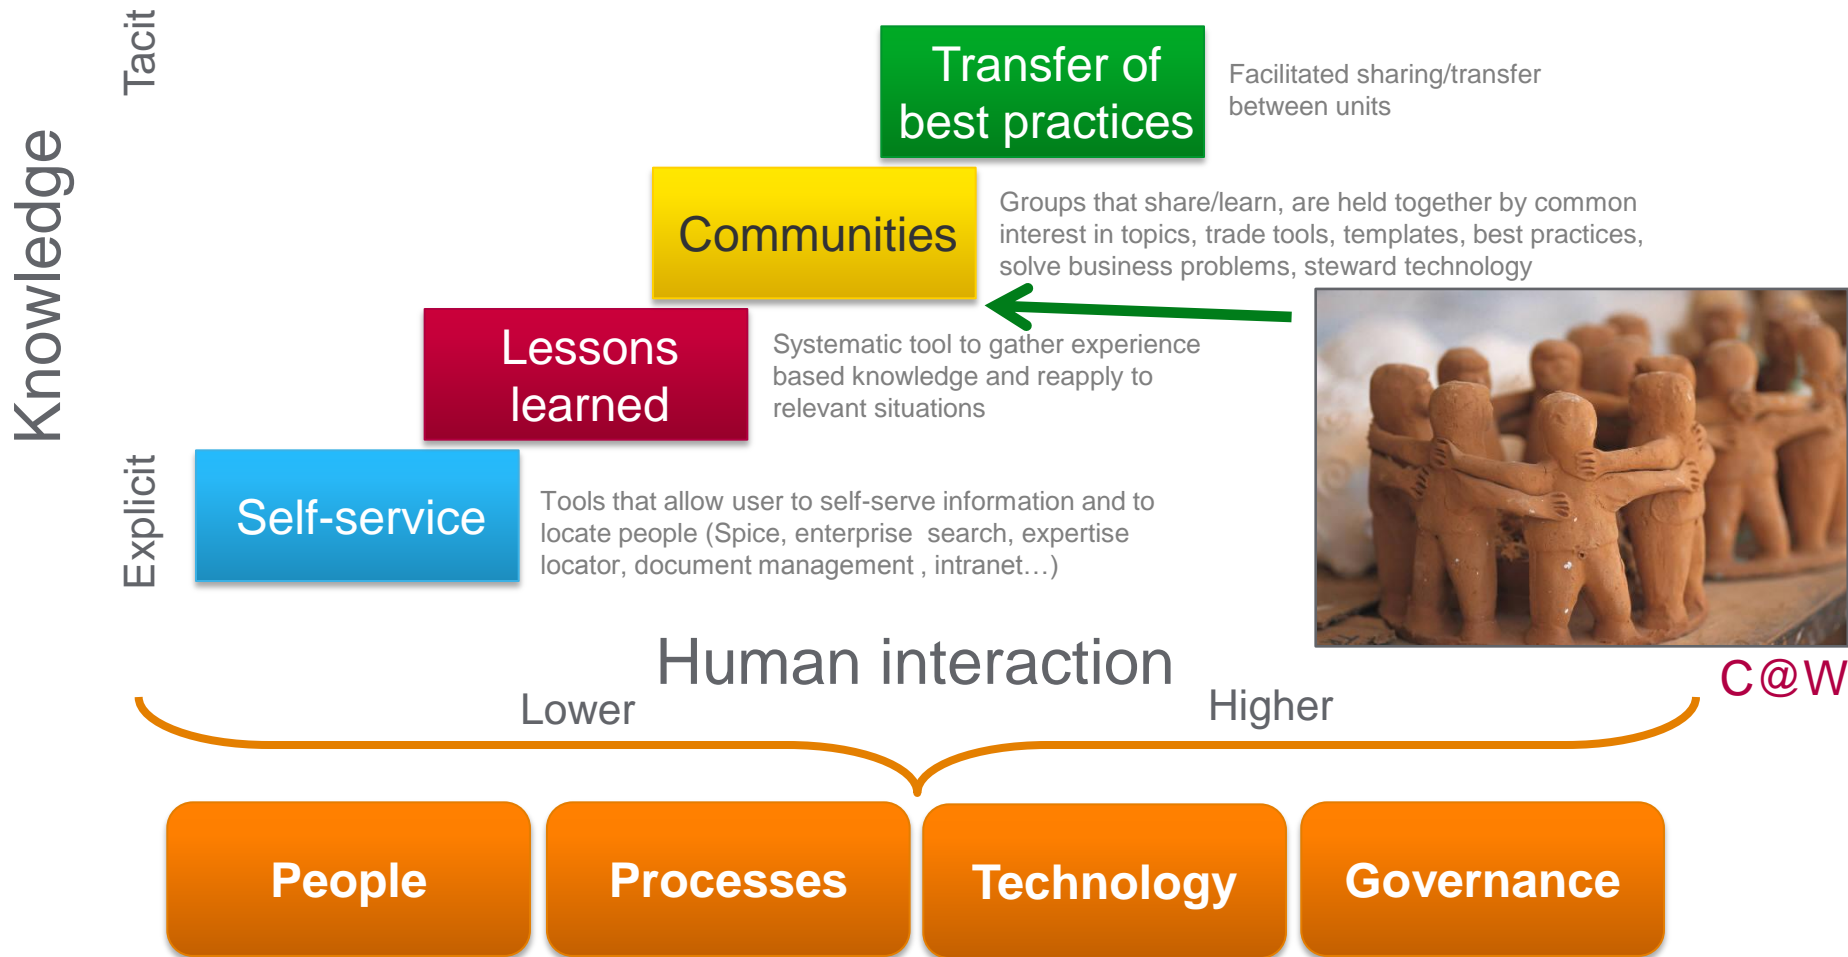 Knowledge
Tacit
Explicit
Transfer of
best practices
Facilitated sharing/transfer
between units
Communities
Groups that share/learn, are held together by common
interest in topics, trade tools, templates, best practices,
solve business problems, steward technology
Lessons
learned
Systematic tool to gather experience
based knowledge and reapply to
relevant situations
Self-service
Tools that allow user to self-serve information and to
locate people (Spice, enterprise  search, expertise
locator, document management , intranet…)
Human interaction
C@W
Lower
Higher
People
Processes
Technology
Governance